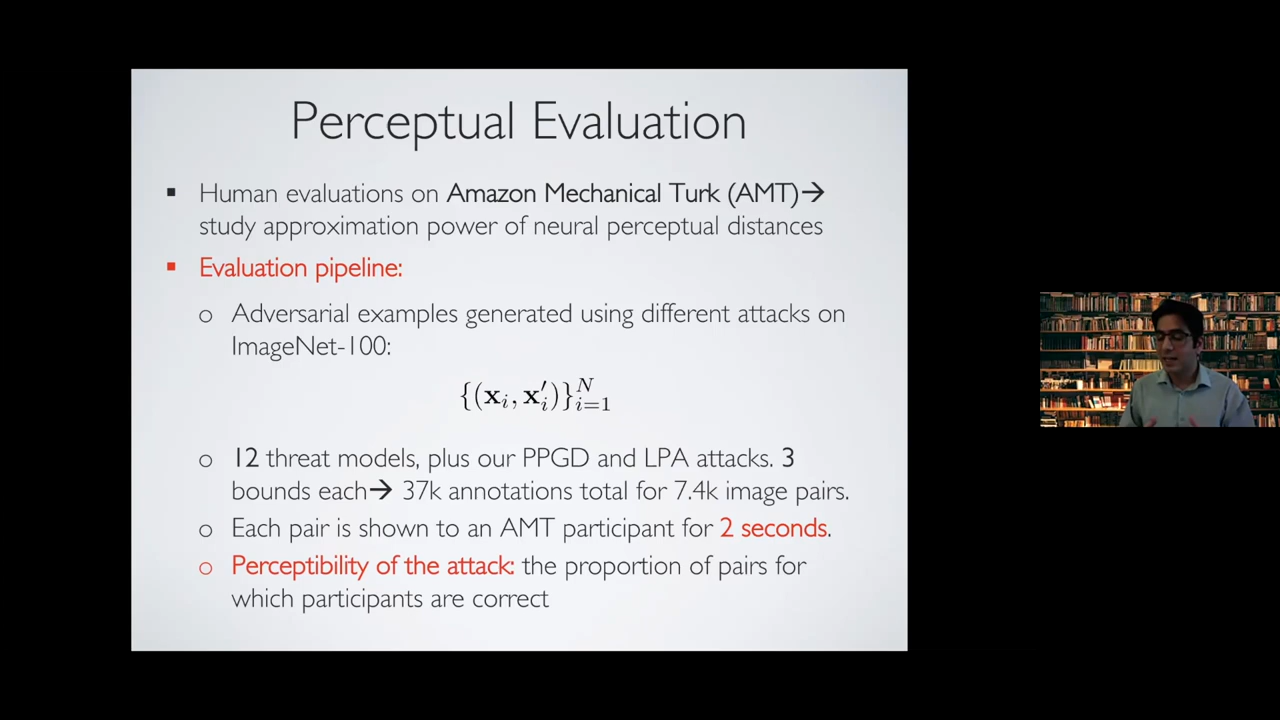 Perceptual Evaluation
▪ Human evaluations on Amazon Mechanical Turk (AMT)→
study approximation power of neural perceptual distances
▪ Evaluation pipeline:
o Adversarial examples generated using different attacks on
ImageNet-100:
{(x_i, x′_i)}_{i=1}^N
o 12 threat models, plus our PPGD and LPA attacks. 3
bounds each→ 37k annotations total for 7.4k image pairs.
o Each pair is shown to an AMT participant for 2 seconds.
o Perceptibility of the attack: the proportion of pairs for
which participants are correct